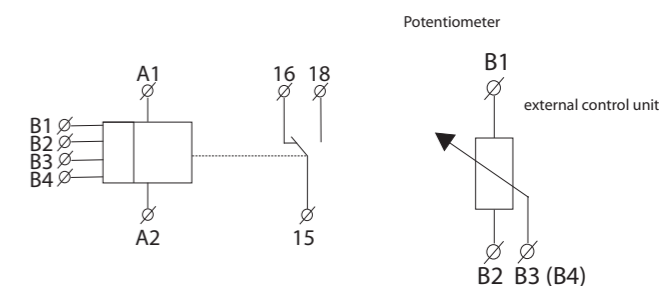 Potentiometer
A1
16 18
B1
B2
B3
B4
A2
15
B1
external control unit
B2 B3 (B4)